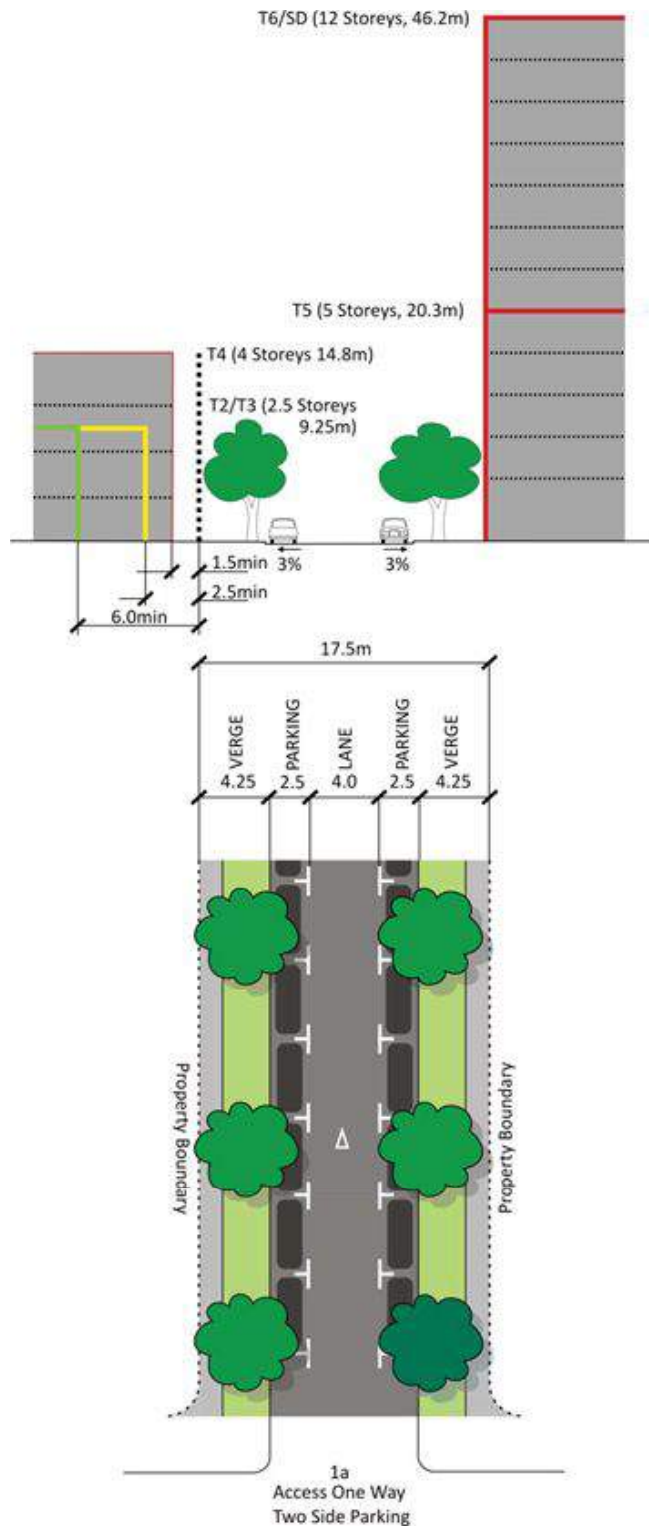 T6/SD (12 Storeys, 46.2m)
T5 (5 Storeys, 20.3m)
T4 (4 Storeys 14.8m)
T2/T3 (2.5 Storeys
9.25m)
1.5min
3%
3%
2.5min
6.0min
17.5m
VERGE
PARKING
LANE
PARKING
VERGE
4.25
2.5
4.0
2.5
4.25
Property Boundary
Property Boundary
1a
Access One Way
Two Side Parking